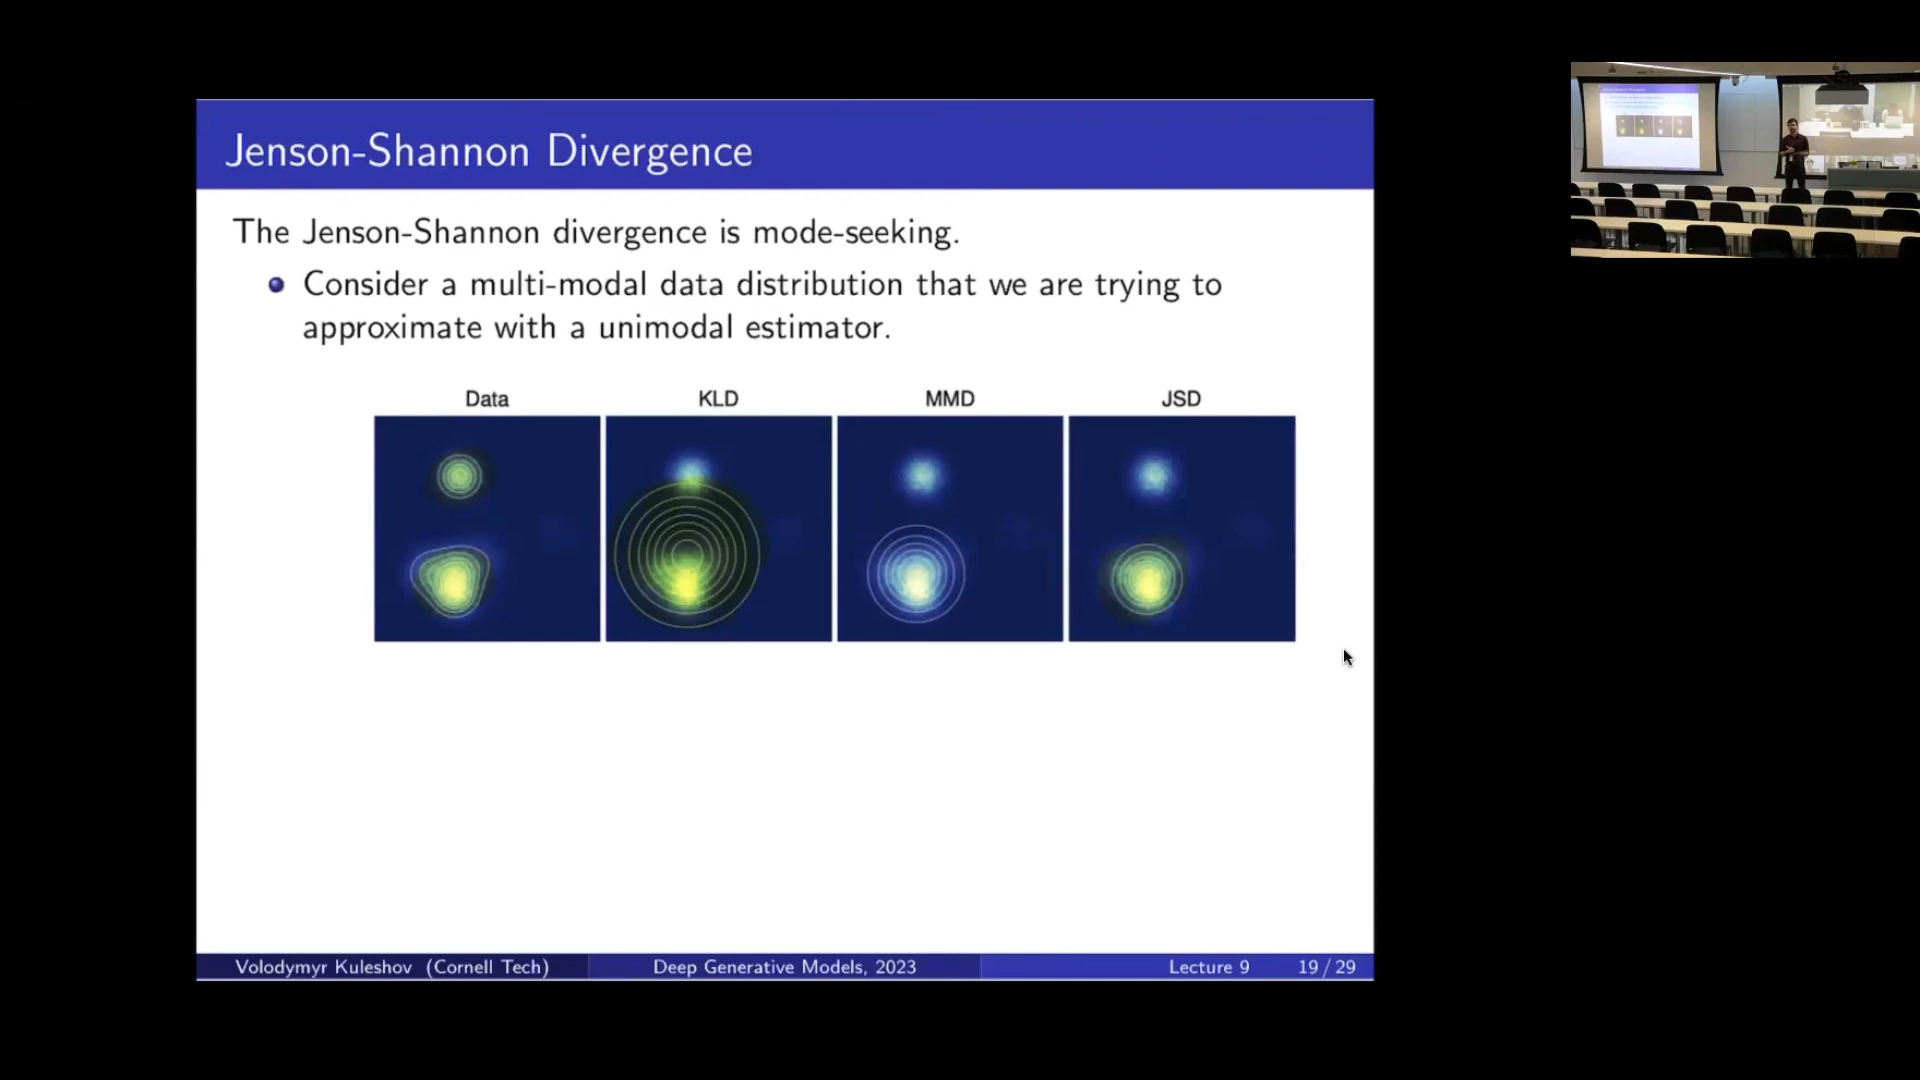 Jenson-Shannon Divergence
The Jenson-Shannon divergence is mode-seeking.
Consider a multi-modal data distribution that we are trying to
approximate with a unimodal estimator.
Data KLD MMD JSD
Volodymyr Kuleshov (Cornell Tech) Deep Generative Models, 2023 Lecture 9 19 / 29